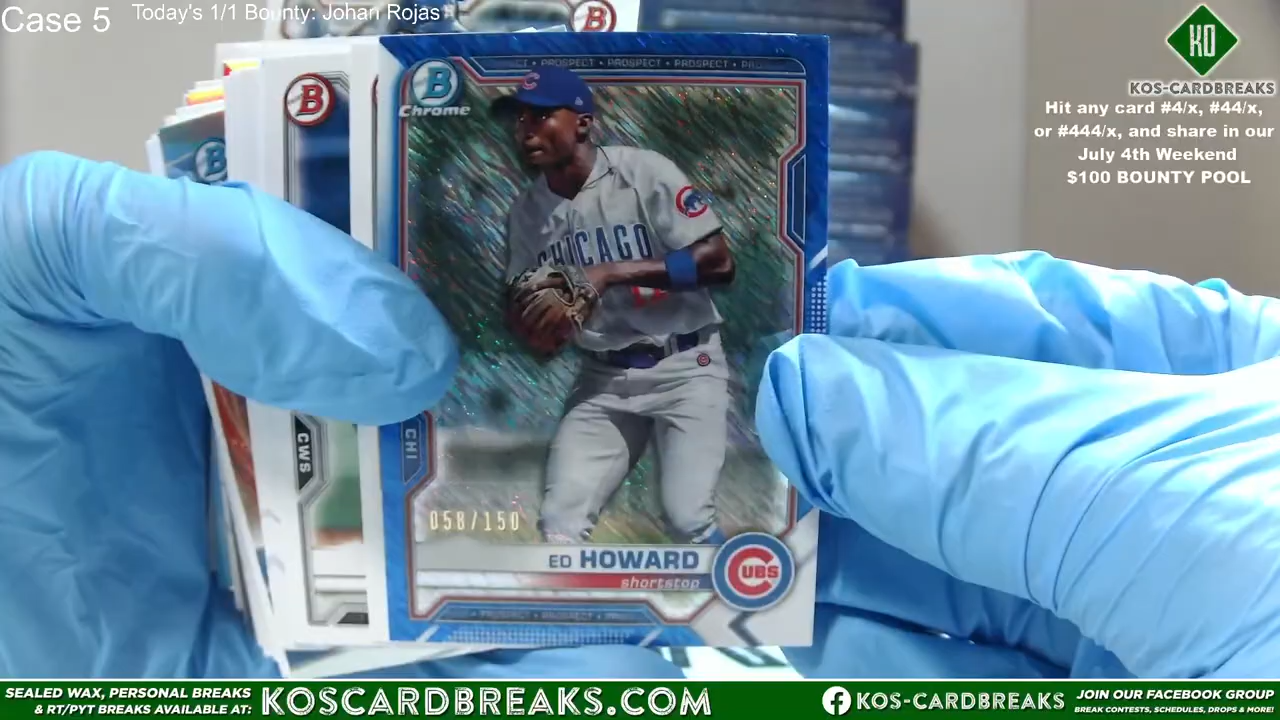 Case 5
Today's 1/1 Bounty: Johan Rojas
KO
KOS-CARDBREAKS
Hit any card #4/x, #44/x,
or #444/x, and share in our
July 4th Weekend
$100 BOUNTY POOL
B
B
B
B
Chrome
PROSPECT • PROSPECT • PROSPECT
C
CHICAGO
CWS
CHI
058/150
ED HOWARD
shortstop
CUBS
PROSPECT • PROSPECT
SEALED WAX, PERSONAL BREAKS
& RT/PYT BREAKS AVAILABLE AT:
KOSCARDBREAKS.COM
KOS-CARDBREAKS
JOIN OUR FACEBOOK GROUP
BREAK CONTESTS, SCHEDULES, DROPS & MORE!